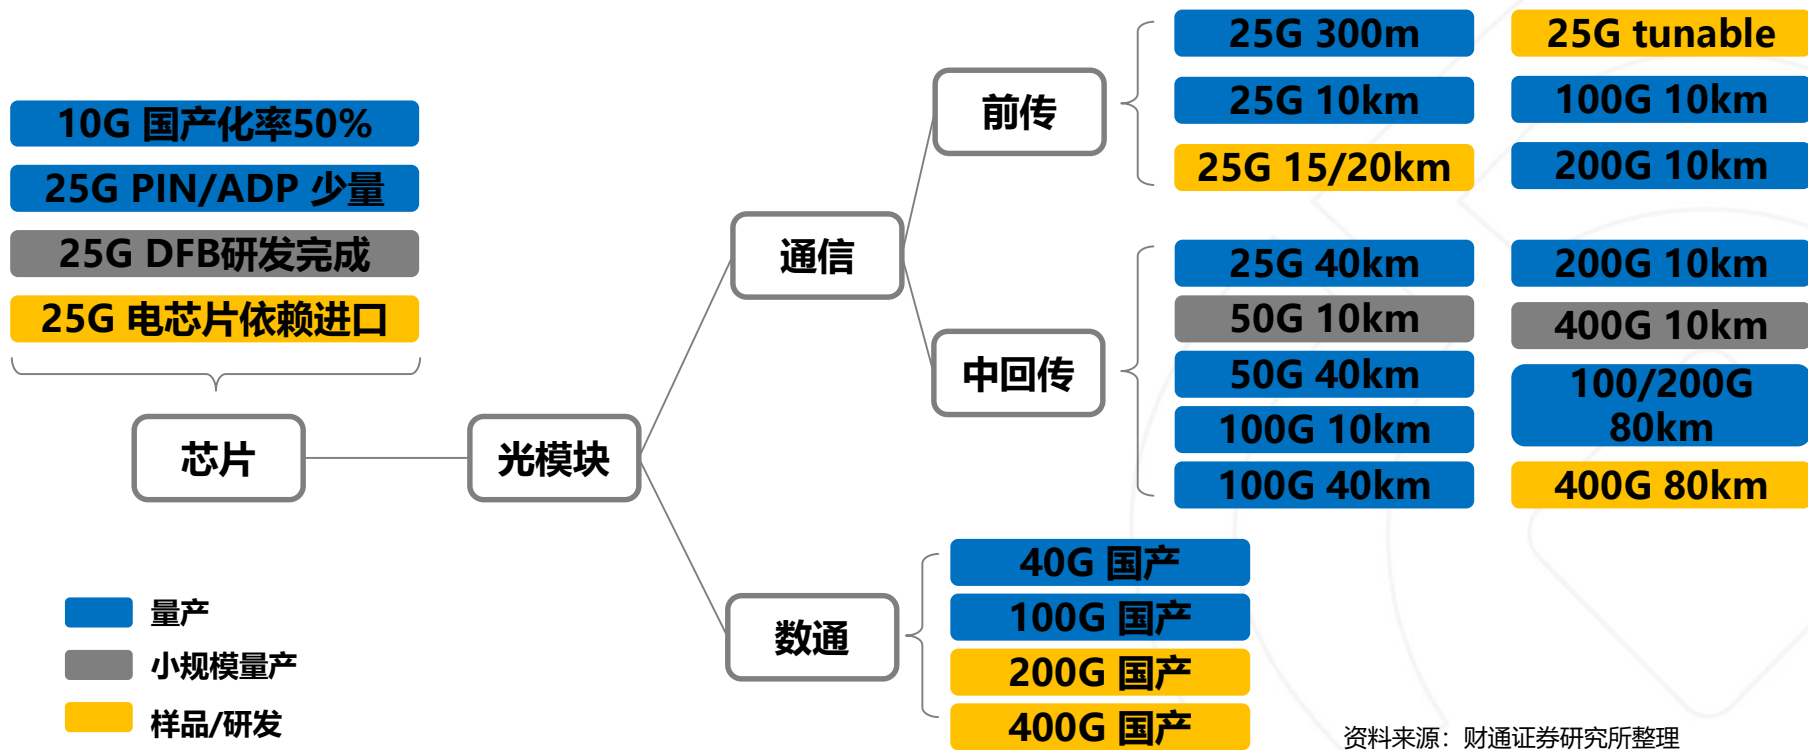 10G 国产化率50%
25G PIN/ADP 少量
25G DFB研发完成
25G 电芯片依赖进口
芯片
光模块
通信
前传
25G 300m
25G 10km
25G 15/20km
25G tunable
100G 10km
200G 10km
中回传
25G 40km
50G 10km
50G 40km
100G 10km
100G 40km
200G 10km
400G 10km
100/200G
80km
400G 80km
数通
40G 国产
100G 国产
200G 国产
400G 国产
量产
小规模量产
样品/研发
资料来源：财通证券研究所整理